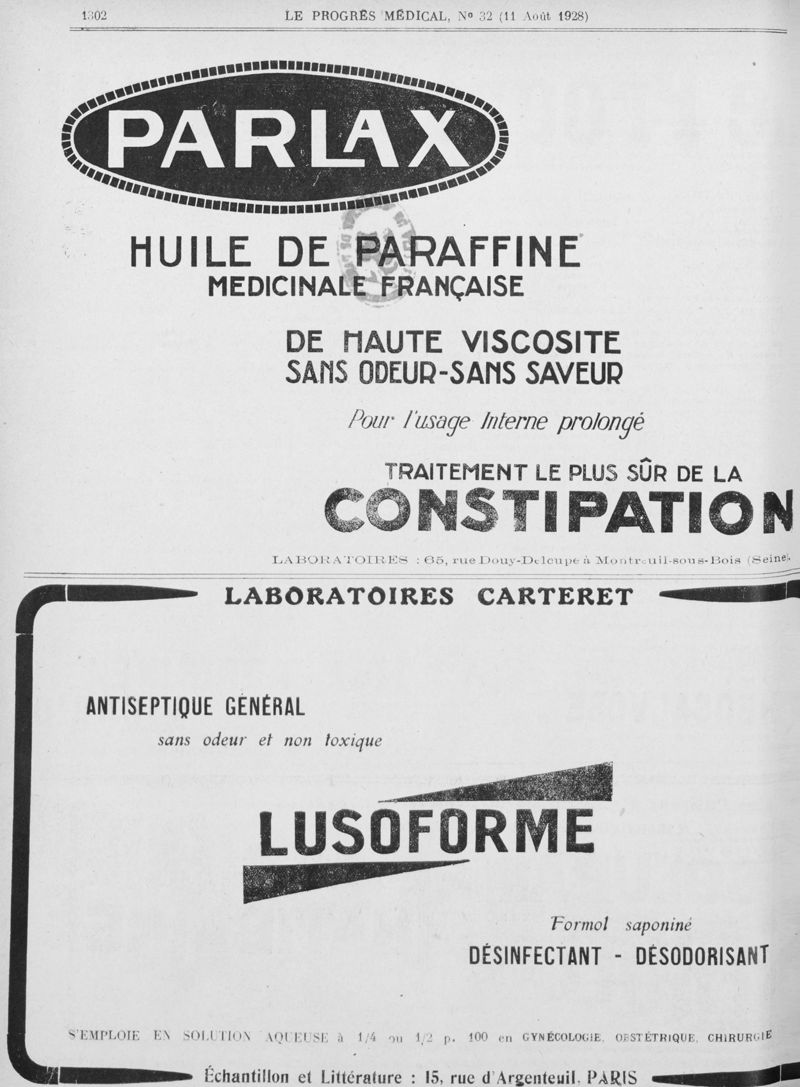 1302
LE PROGRÈS MÉDICAL, No 32 (11 Août 1928)
PARLAX
HUILE DE PARAFFINE
MEDICINALE FRANÇAISE
DE HAUTE VISCOSITE
SANS ODEUR-SANS SAVEUR
Pour l'usage Interne prolongé
TRAITEMENT LE PLUS SÛR DE LA
CONSTIPATION
LABORATOIRES : 65, rue Douy-Delcupe à Montreuil-sous-Bois (Seine).
LABORATOIRES CARTERET
ANTISEPTIQUE GÉNÉRAL
sans odeur et non toxique
LUSOFORME
Formol saponiné
DÉSINFECTANT - DÉSODORISANT
S'EMPLOIE EN SOLUTION AQUEUSE à 1/4 ou 1/2 p. 100 en GYNÉCOLOGIE, OBSTÉTRIQUE, CHIRURGIE
Échantillon et Littérature : 15, rue d'Argenteuil, PARIS